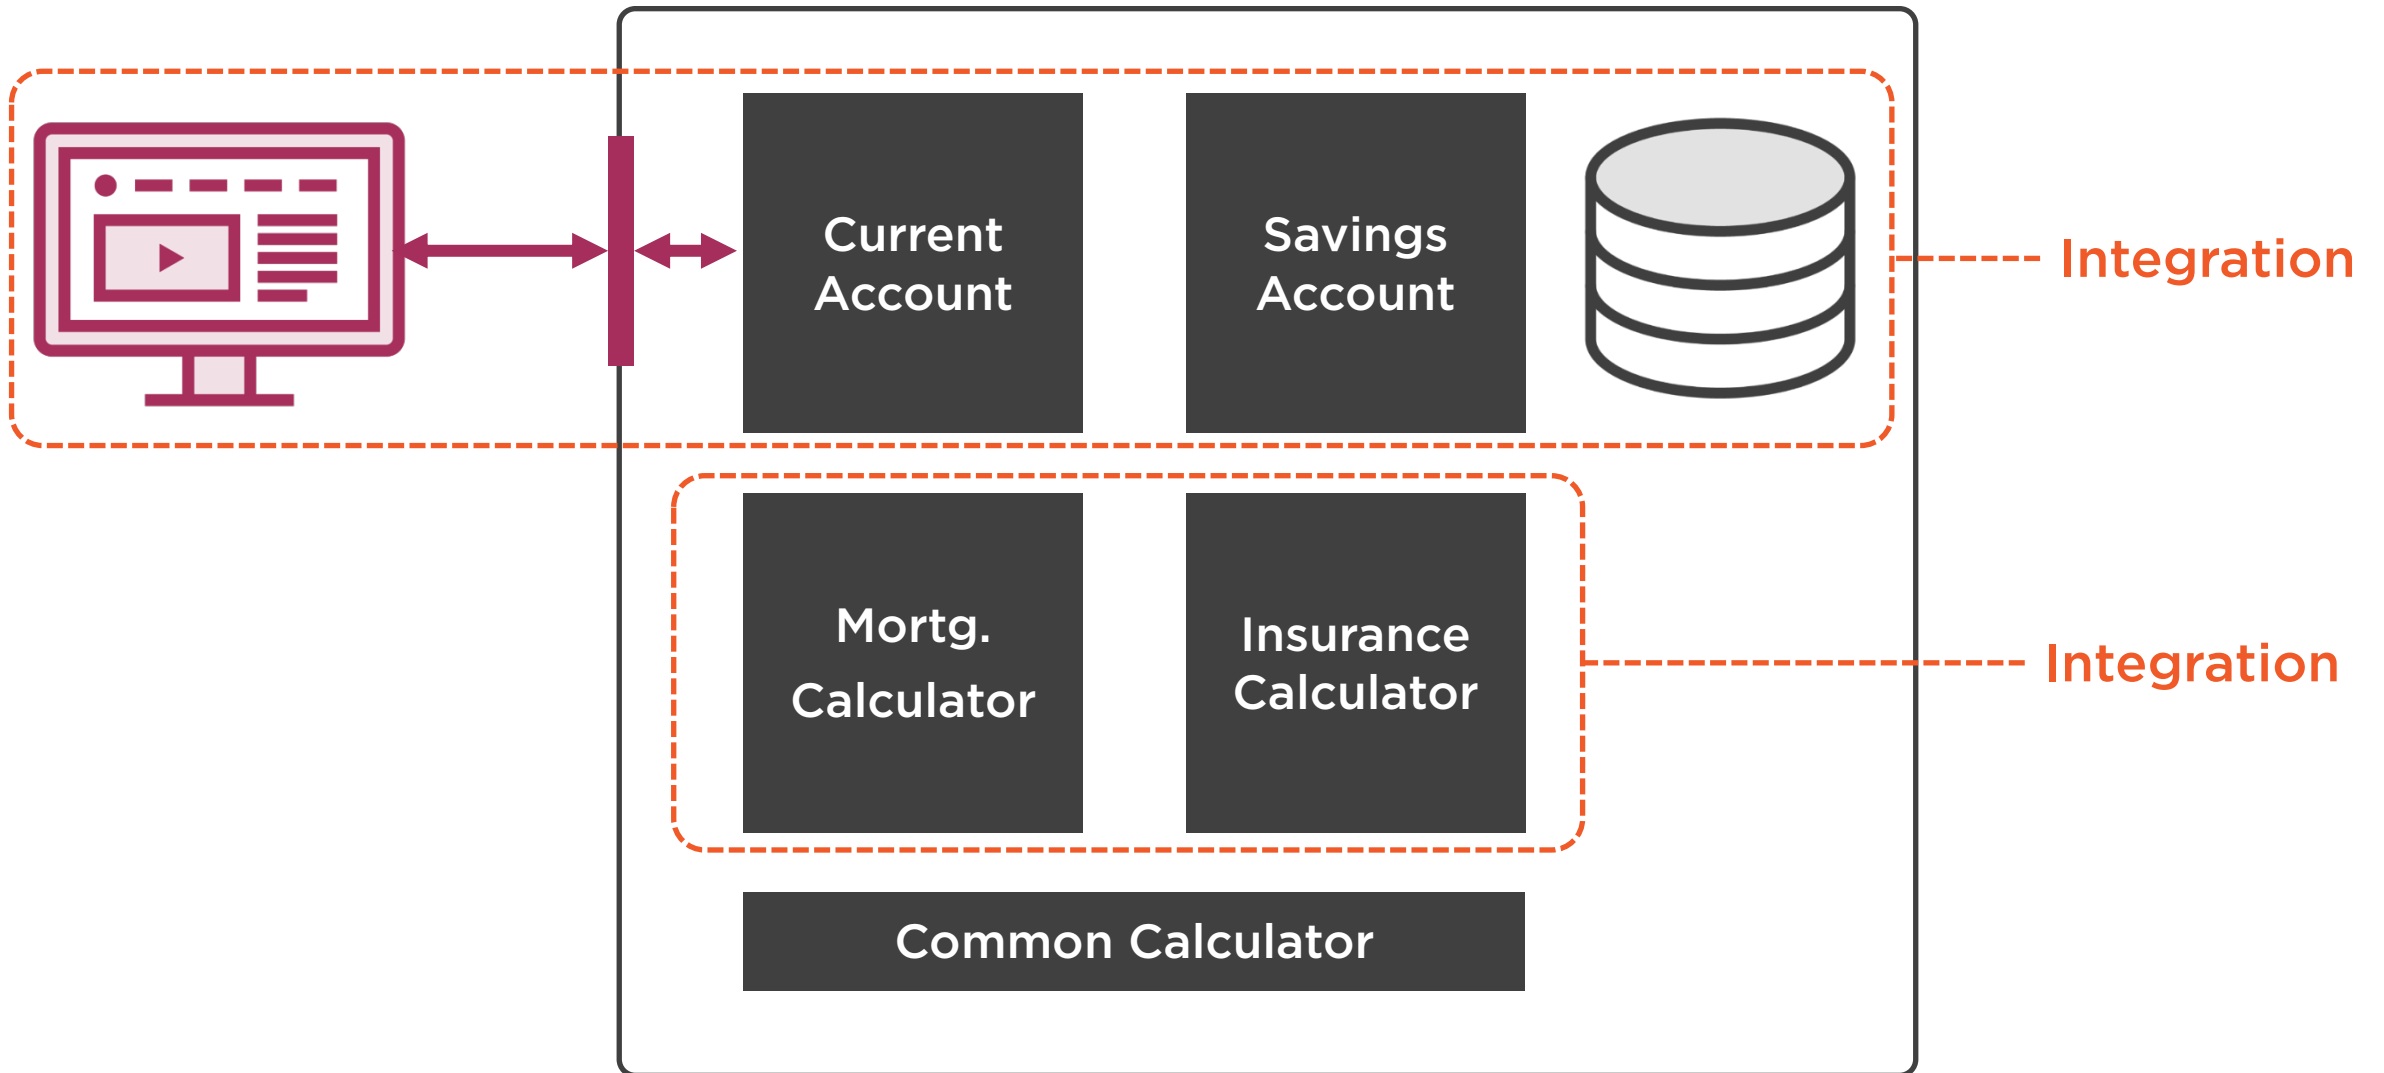 Current
Account
Savings
Account
Integration
Mortg.
Calculator
Insurance
Calculator
Integration
Common Calculator